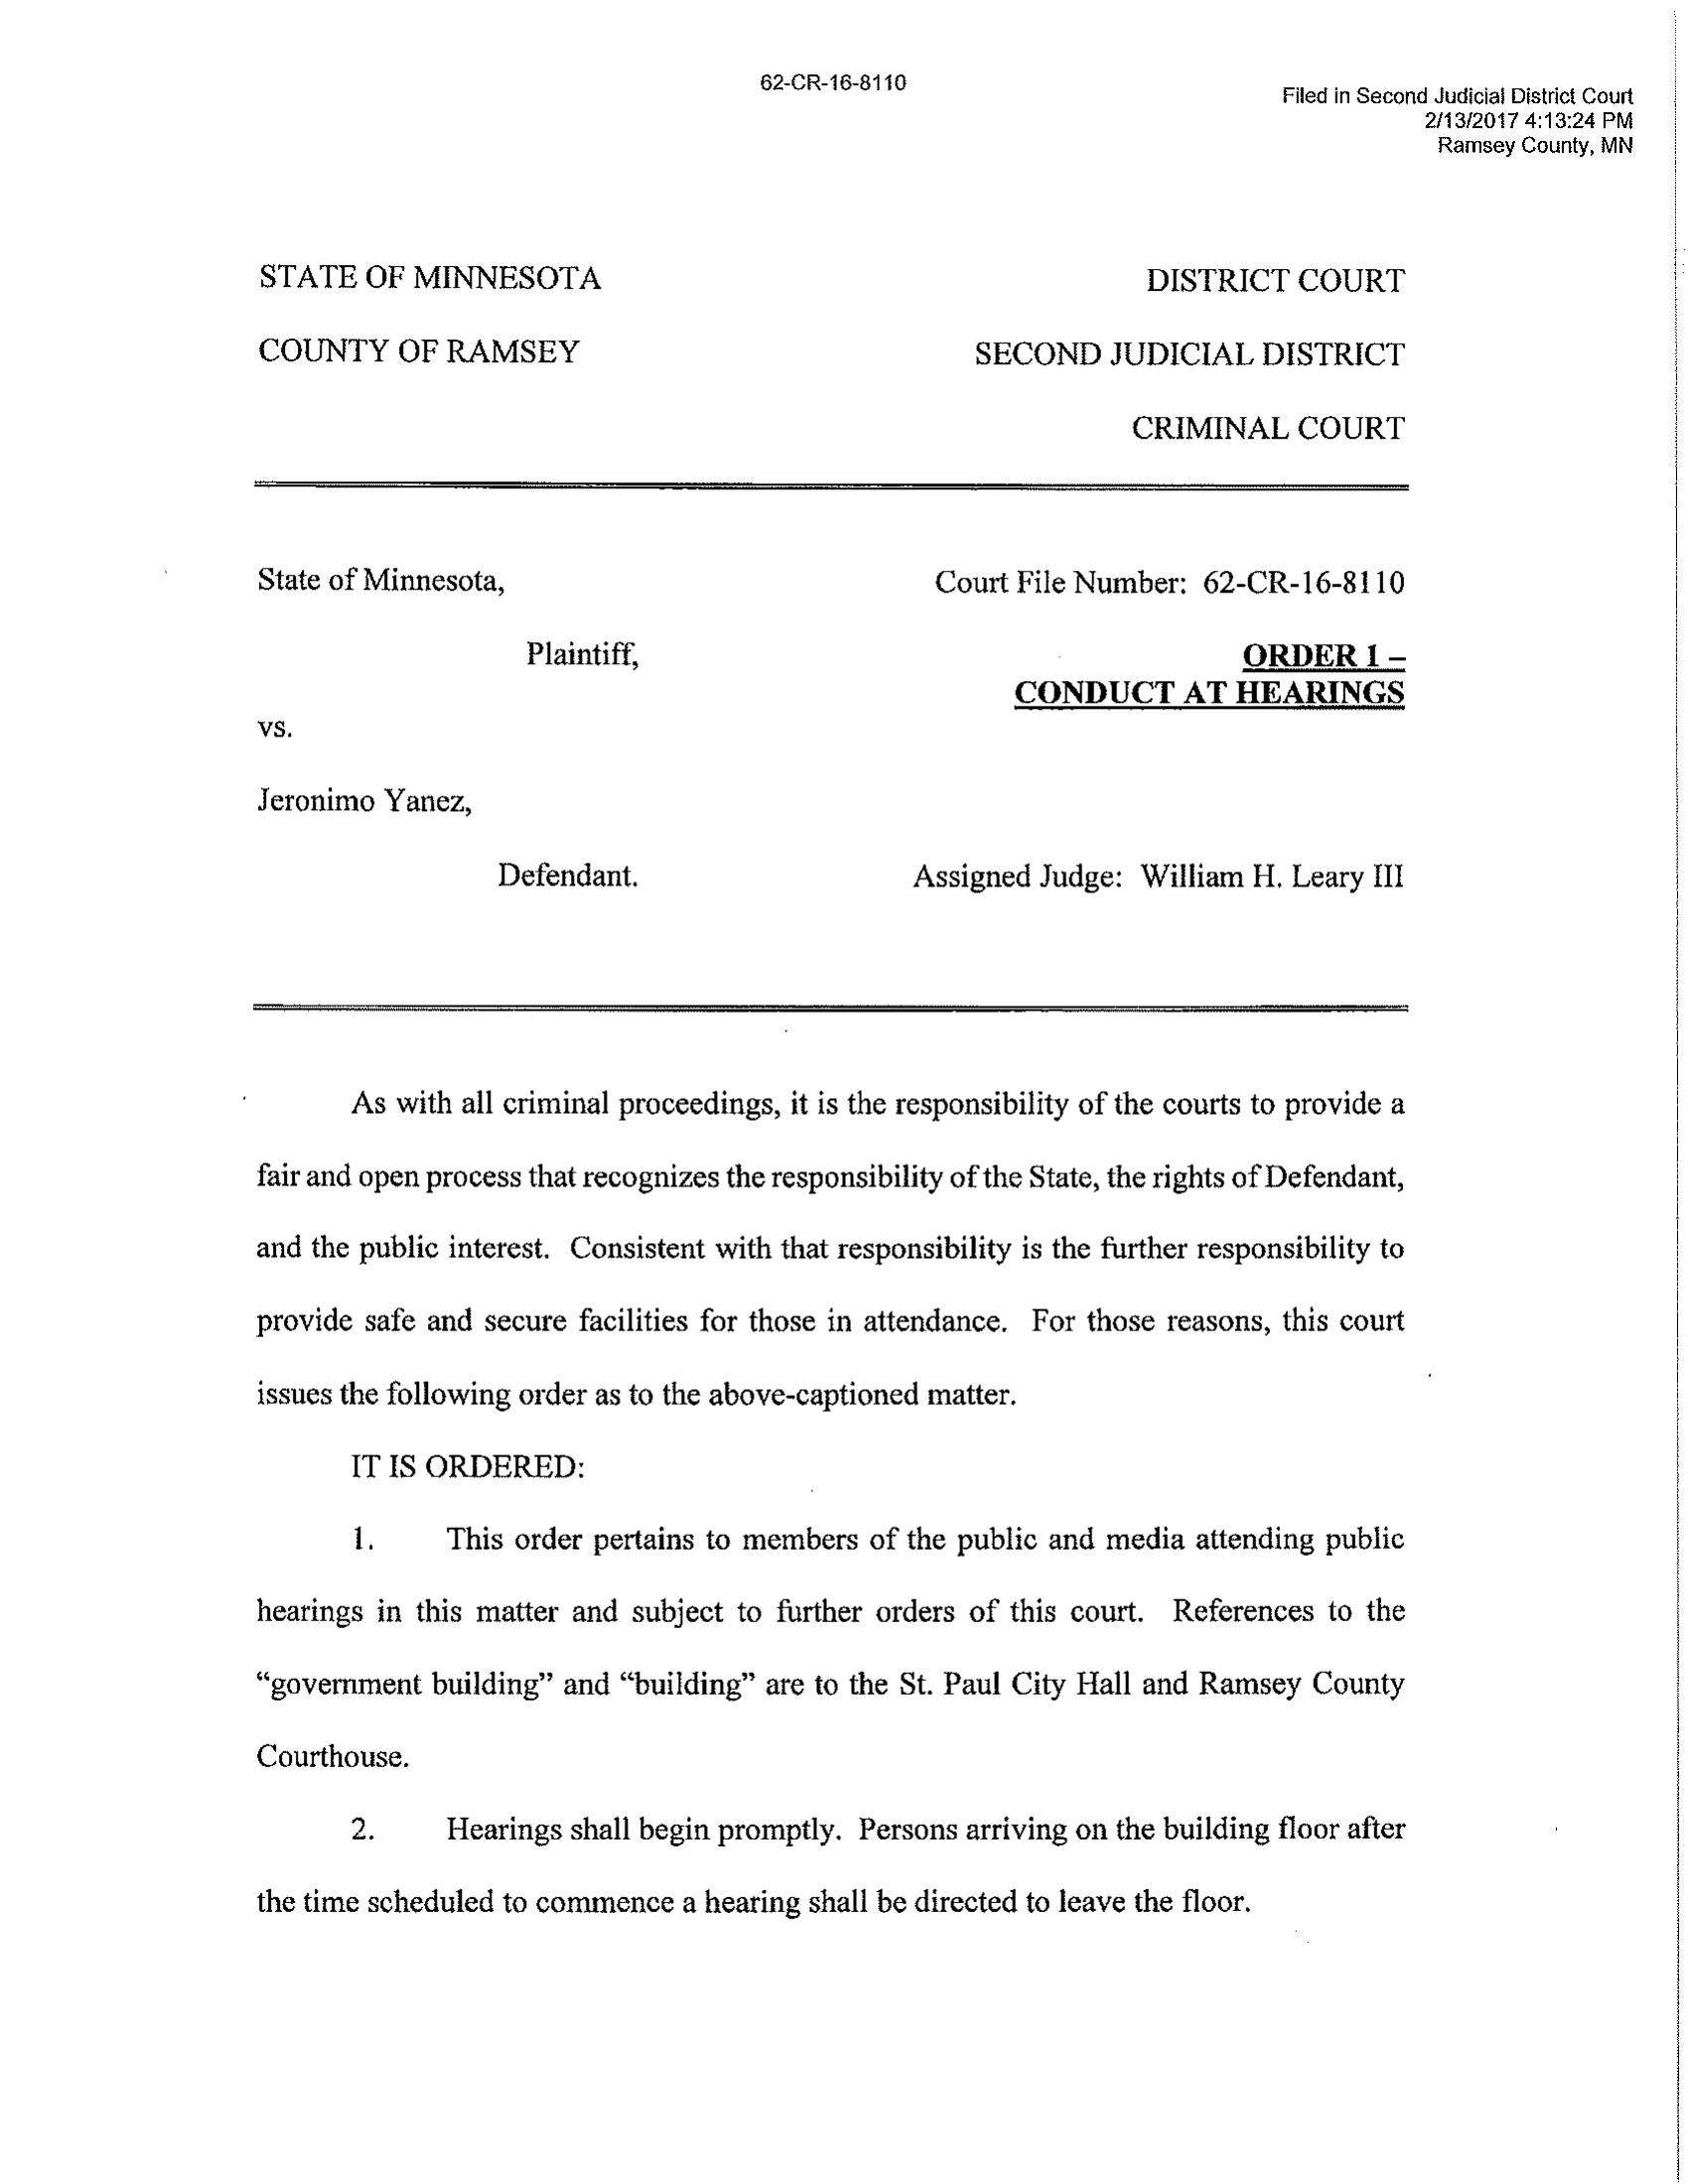 62-CR-16-8110
Filed in Second Judicial District Court
2/13/2017 4:13:24 PM
Ramsey County, MN
STATE OF MINNESOTA
DISTRICT COURT
COUNTY OF RAMSEY
SECOND JUDICIAL DISTRICT
CRIMINAL COURT
State of Minnesota,
Court File Number: 62-CR-16-8110
Plaintiff,
ORDER 1 –
CONDUCT AT HEARINGS
vs.
Jeronimo Yanez,
Defendant.
Assigned Judge: William H. Leary III
As with all criminal proceedings, it is the responsibility of the courts to provide a
fair and open process that recognizes the responsibility of the State, the rights of Defendant,
and the public interest. Consistent with that responsibility is the further responsibility to
provide safe and secure facilities for those in attendance. For those reasons, this court
issues the following order as to the above-captioned matter.
IT IS ORDERED:
1. This order pertains to members of the public and media attending public
hearings in this matter and subject to further orders of this court. References to the
“government building” and “building” are to the St. Paul City Hall and Ramsey County
Courthouse.
2. Hearings shall begin promptly. Persons arriving on the building floor after
the time scheduled to commence a hearing shall be directed to leave the floor.